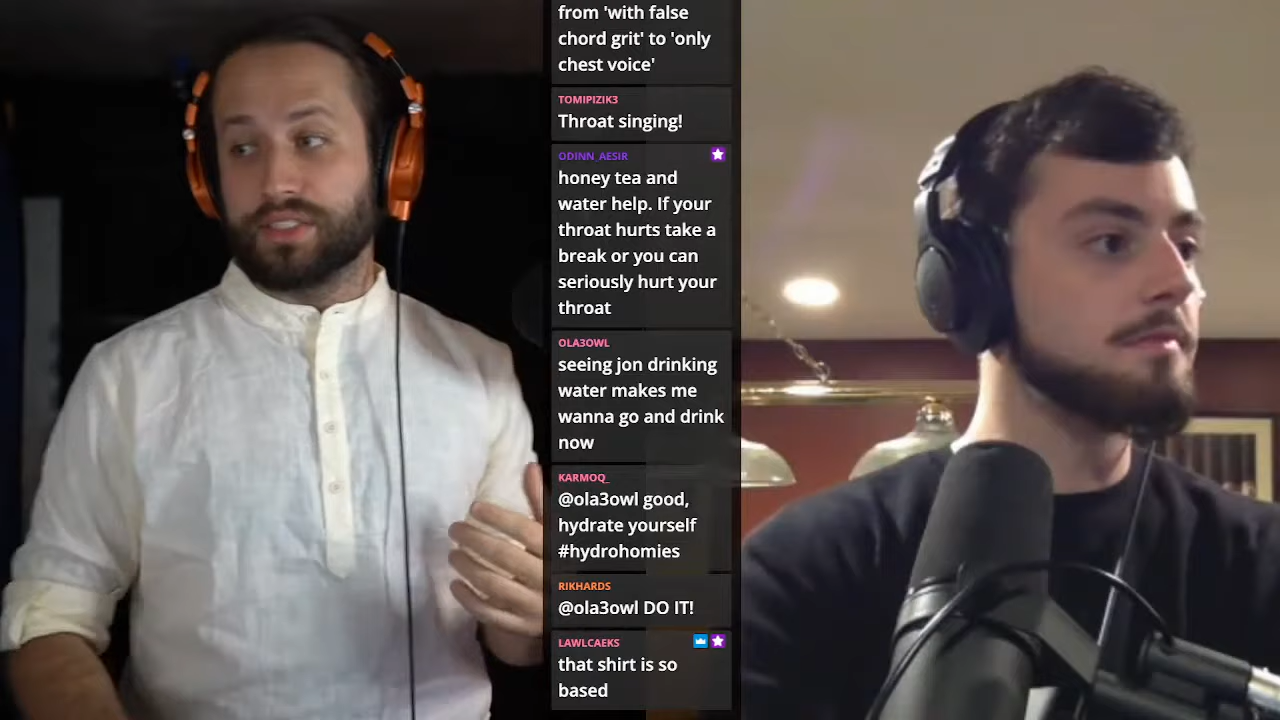 from 'with false
chord grit' to 'only
chest voice'
TOMIPIZIK3
Throat singing!
ODINN_AESIR
honey tea and
water help. If your
throat hurts take a
break or you can
seriously hurt your
throat
OLA3OWL
seeing jon drinking
water makes me
wanna go and drink
now
KARMOQ_
@ola3owl good,
hydrate yourself
#hydrohomies
RIKHARDS
@ola3owl DO IT!
LAWLCAEKS
that shirt is so
based